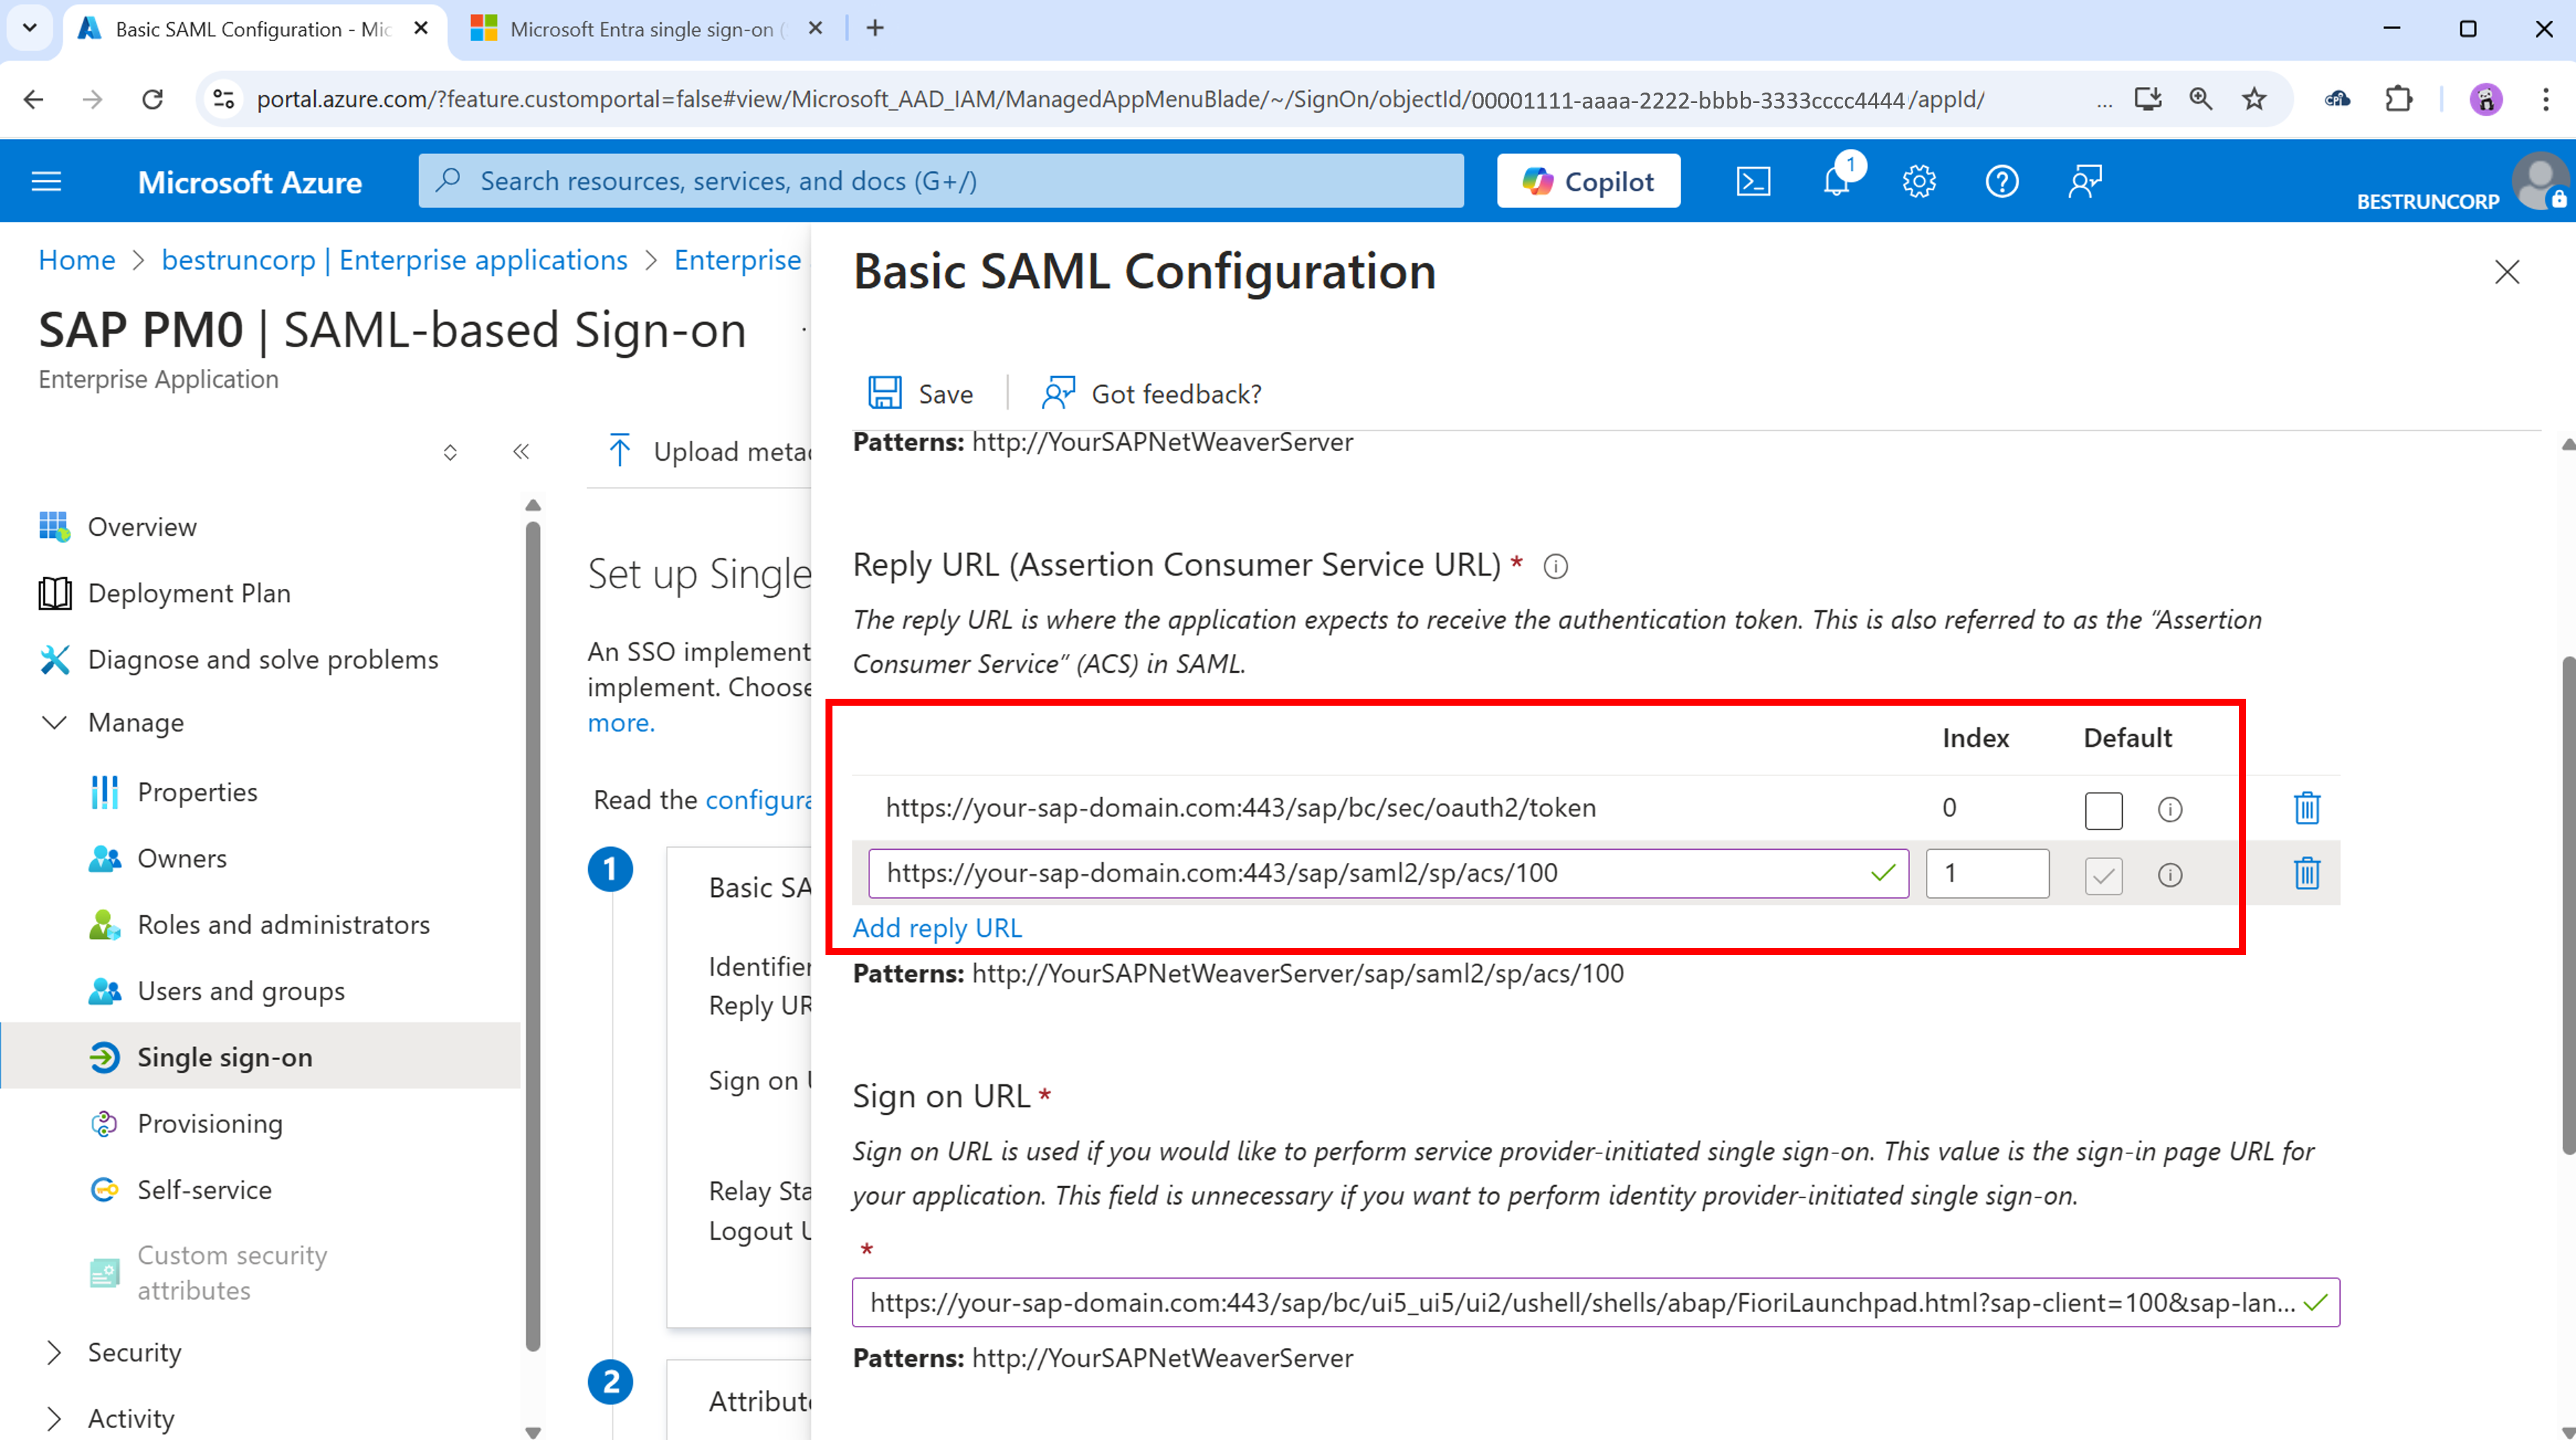 Basic SAML Configuration - Mic
Microsoft Entra single sign-on (
portal.azure.com/?feature.customportal=false#view/Microsoft_AAD_IAM/ManagedAppMenuBlade/~/SignOn/objectId/00001111-aaaa-2222-bbbb-3333cccc4444/appId/ ...
Microsoft Azure
Search resources, services, and docs (G+/)
Copilot
1
BESTRUNCORP
Home > bestruncorp | Enterprise applications > Enterprise
SAP PM0 | SAML-based Sign-on
Enterprise Application
Overview
Deployment Plan
Diagnose and solve problems
Manage
Properties
Owners
Roles and administrators
Users and groups
Single sign-on
Provisioning
Self-service
Custom security
attributes
Security
Activity
Upload metad
Set up Single
An SSO implement
implement. Choose
more.
Read the configura
1
Basic SA
Identifier
Reply UR
Sign on U
Relay Sta
Logout U
2
Attribute
Basic SAML Configuration
Save
Got feedback?
Patterns: http://YourSAPNetWeaverServer
Reply URL (Assertion Consumer Service URL) *
The reply URL is where the application expects to receive the authentication token. This is also referred to as the “Assertion
Consumer Service” (ACS) in SAML.
Index Default
https://your-sap-domain.com:443/sap/bc/sec/oauth2/token 0
https://your-sap-domain.com:443/sap/saml2/sp/acs/100 1
Add reply URL
Patterns: http://YourSAPNetWeaverServer/sap/saml2/sp/acs/100
Sign on URL *
Sign on URL is used if you would like to perform service provider-initiated single sign-on. This value is the sign-in page URL for
your application. This field is unnecessary if you want to perform identity provider-initiated single sign-on.
*
https://your-sap-domain.com:443/sap/bc/ui5_ui5/ui2/ushell/shells/abap/FioriLaunchpad.html?sap-client=100&sap-lan...
Patterns: http://YourSAPNetWeaverServer